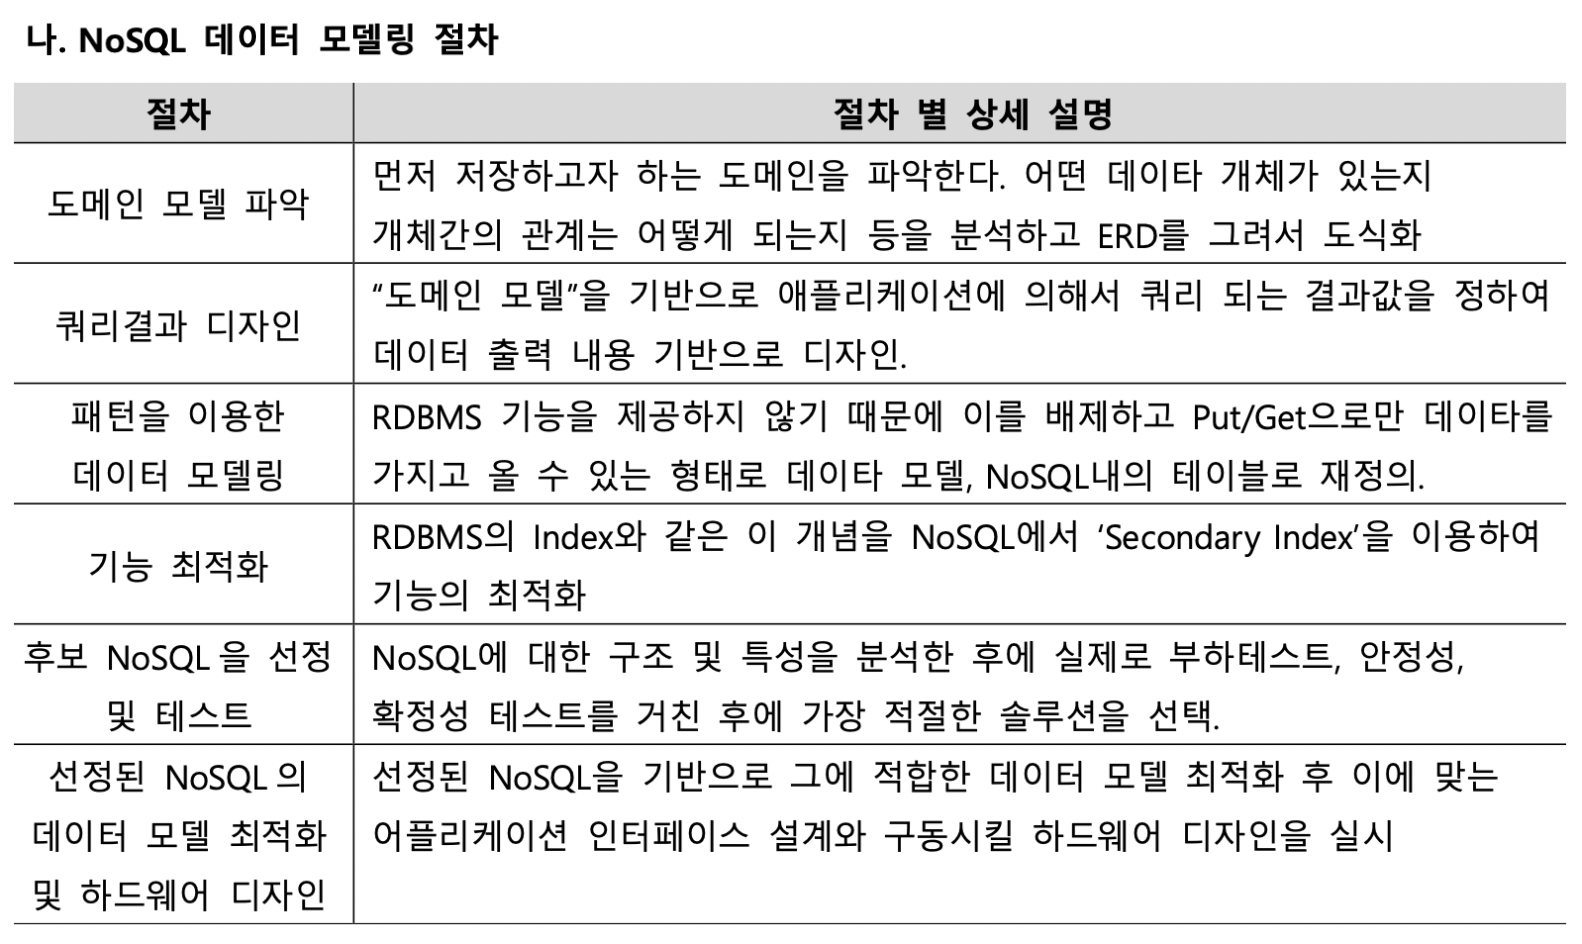 나. NoSQL 데이터 모델링 절차
절차
절차 별 상세 설명
도메인 모델 파악
먼저 저장하고자 하는 도메인을 파악한다. 어떤 데이타 개체가 있는지
개체간의 관계는 어떻게 되는지 등을 분석하고 ERD를 그려서 도식화
쿼리결과 디자인
“도메인 모델”을 기반으로 애플리케이션에 의해서 쿼리 되는 결과값을 정하여
데이터 출력 내용 기반으로 디자인.
패턴을 이용한
데이터 모델링
RDBMS 기능을 제공하지 않기 때문에 이를 배제하고 Put/Get으로만 데이타를
가지고 올 수 있는 형태로 데이타 모델, NoSQL내의 테이블로 재정의.
기능 최적화
RDBMS의 Index와 같은 이 개념을 NoSQL에서 ‘Secondary Index’을 이용하여
기능의 최적화
후보 NoSQL 을 선정
및 테스트
NoSQL에 대한 구조 및 특성을 분석한 후에 실제로 부하테스트, 안정성,
확정성 테스트를 거친 후에 가장 적절한 솔루션을 선택.
선정된 NoSQL 의
데이터 모델 최적화
및 하드웨어 디자인
선정된 NoSQL을 기반으로 그에 적합한 데이터 모델 최적화 후 이에 맞는
어플리케이션 인터페이스 설계와 구동시킬 하드웨어 디자인을 실시